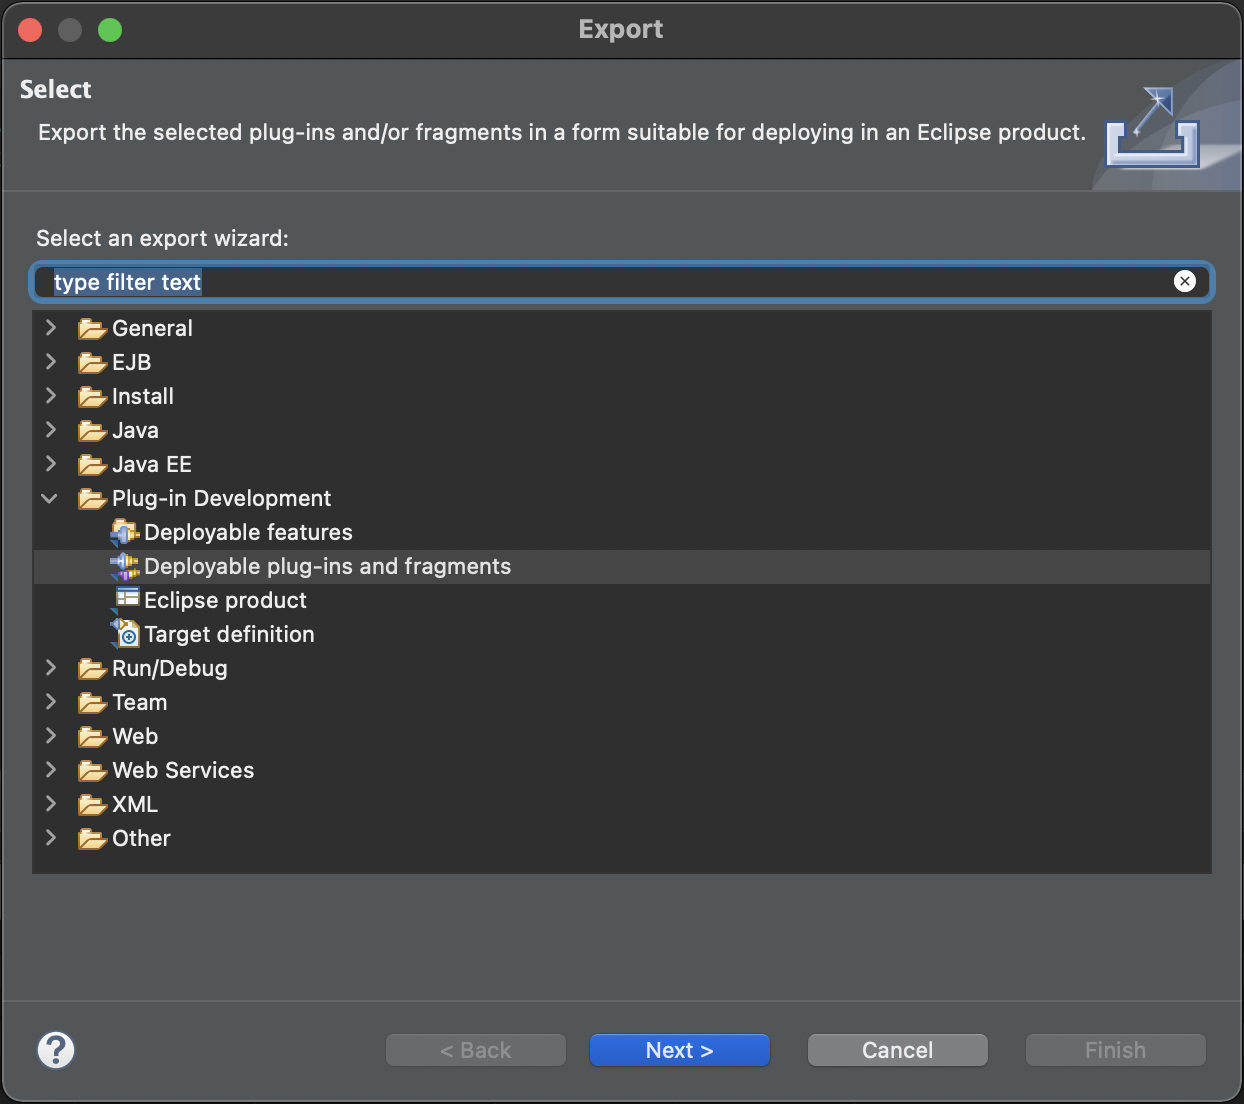 Export
Select
Export the selected plug-ins and/or fragments in a form suitable for deploying in an Eclipse product.
Select an export wizard:
type filter text
General
EJB
Install
Java
Java EE
Plug-in Development
Deployable features
Deployable plug-ins and fragments
Eclipse product
Target definition
Run/Debug
Team
Web
Web Services
XML
Other
? < Back Next > Cancel Finish